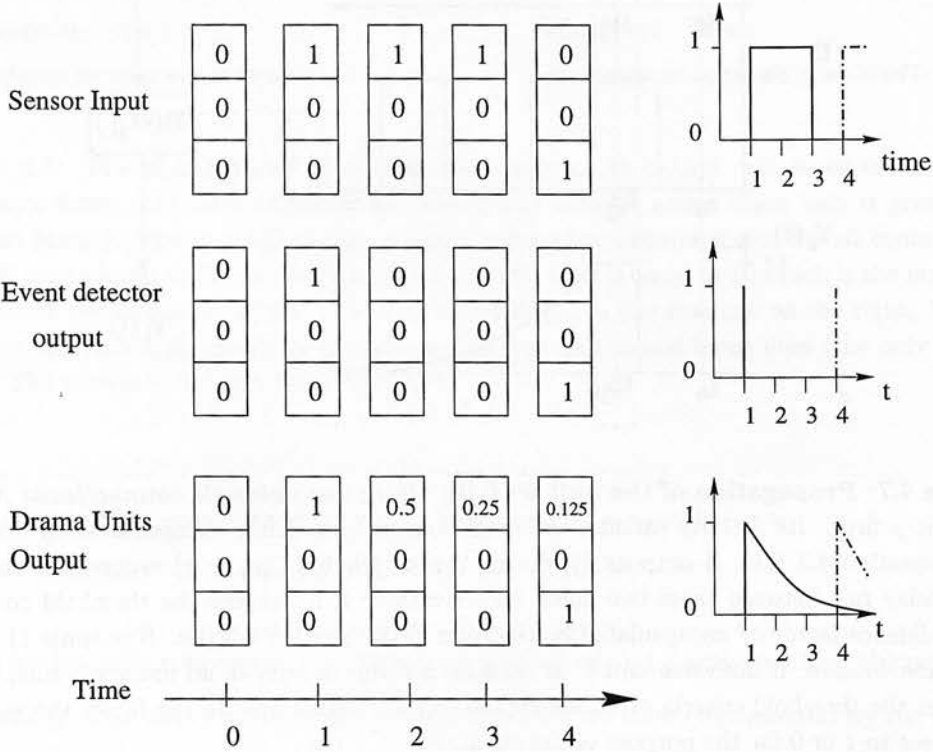 0 1 1 1 0
Sensor Input
0 0 0 0 0
0 0 0 0 1
1
0
time
1 2 3 4
0 1 0 0 0
Event detector
output
0 0 0 0 0
0 0 0 0 1
1
0
t
1 2 3 4
0 1 0.5 0.25 0.125
Drama Units
Output
0 0 0 0 0
0 0 0 0 1
1
0
t
1 2 3 4
Time
0 1 2 3 4